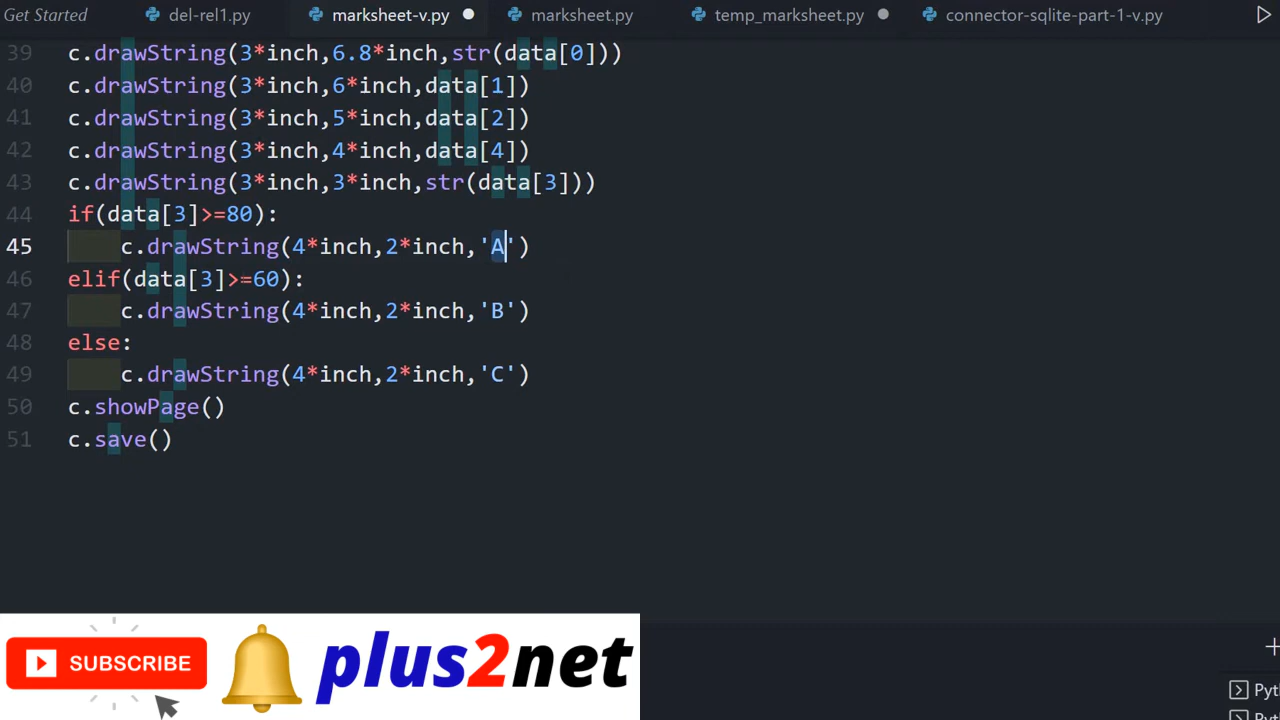 Get Started del-rel1.py marksheet-v.py marksheet.py temp_marksheet.py connector-sqlite-part-1-v.py
39 c.drawString(3*inch,6.8*inch,str(data[0]))
40 c.drawString(3*inch,6*inch,data[1])
41 c.drawString(3*inch,5*inch,data[2])
42 c.drawString(3*inch,4*inch,data[4])
43 c.drawString(3*inch,3*inch,str(data[3]))
44 if(data[3]>=80):
45     c.drawString(4*inch,2*inch,'A')
46 elif(data[3]>=60):
47     c.drawString(4*inch,2*inch,'B')
48 else:
49     c.drawString(4*inch,2*inch,'C')
50 c.showPage()
51 c.save()
SUBSCRIBE plus2net